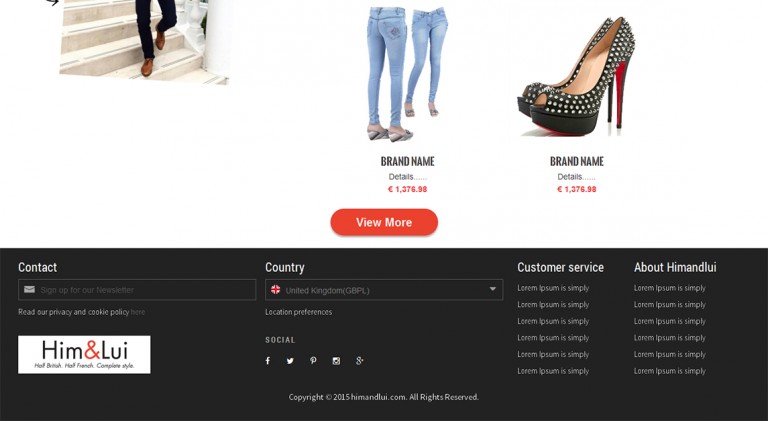 BRAND NAME
Details......
€ 1,376.98
BRAND NAME
Details......
€ 1,376.98
View More
Contact
Sign up for our Newsletter
Read our privacy and cookie policy here
Him&Lui
Half British. Half French. Complete style.
Country
United Kingdom(GBPL)
Location preferences
SOCIAL
Customer service
Lorem Ipsum is simply
Lorem Ipsum is simply
Lorem Ipsum is simply
Lorem Ipsum is simply
Lorem Ipsum is simply
Lorem Ipsum is simply
About Himandlui
Lorem Ipsum is simply
Lorem Ipsum is simply
Lorem Ipsum is simply
Lorem Ipsum is simply
Lorem Ipsum is simply
Lorem Ipsum is simply
Copyright © 2015 himandlui.com. All Rights Reserved.